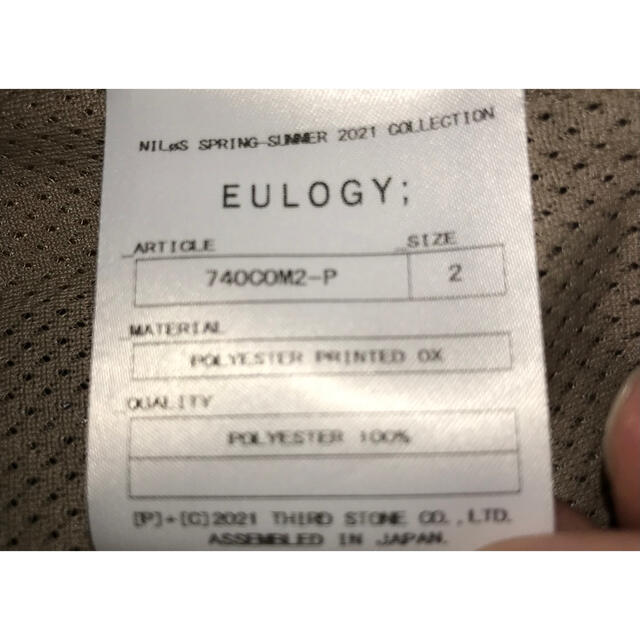 NILøS SPRING-SUMMER 2021 COLLECTION
EULOGY;
ARTICLE SIZE
740COM2-P 2
MATERIAL
POLYESTER PRINTED OX
QUALITY
POLYESTER 100%
[P]+[C]2021 THIRD STONE CO.,LTD.
ASSEMBLED IN JAPAN.